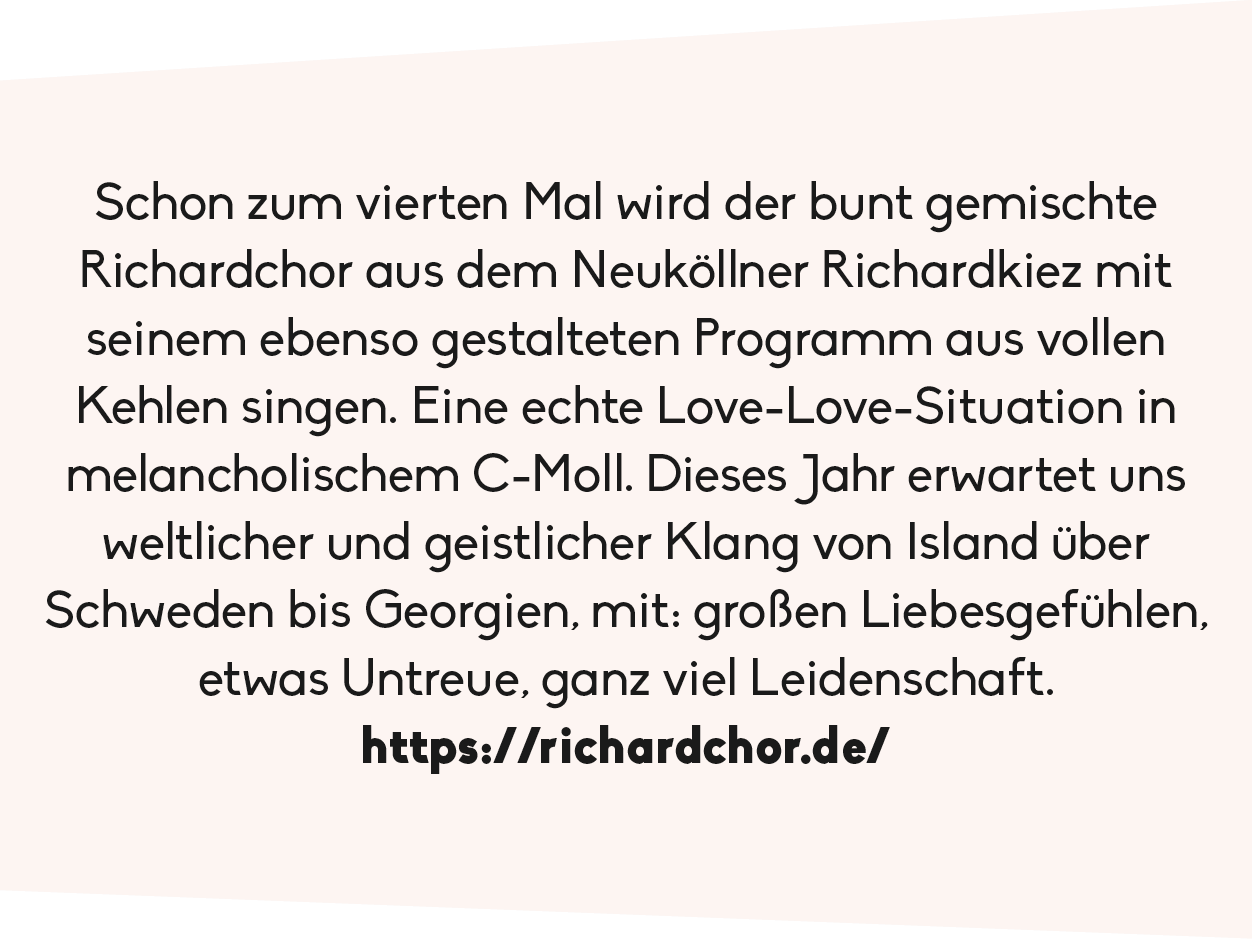 Schon zum vierten Mal wird der bunt gemischte
Richardchor aus dem Neuköllner Richardkiez mit
seinem ebenso gestalteten Programm aus vollen
Kehlen singen. Eine echte Love-Love-Situation in
melancholischem C-Moll. Dieses Jahr erwartet uns
weltlicher und geistlicher Klang von Island über
Schweden bis Georgien, mit: großen Liebesgefühlen,
etwas Untreue, ganz viel Leidenschaft.
https://richardchor.de/